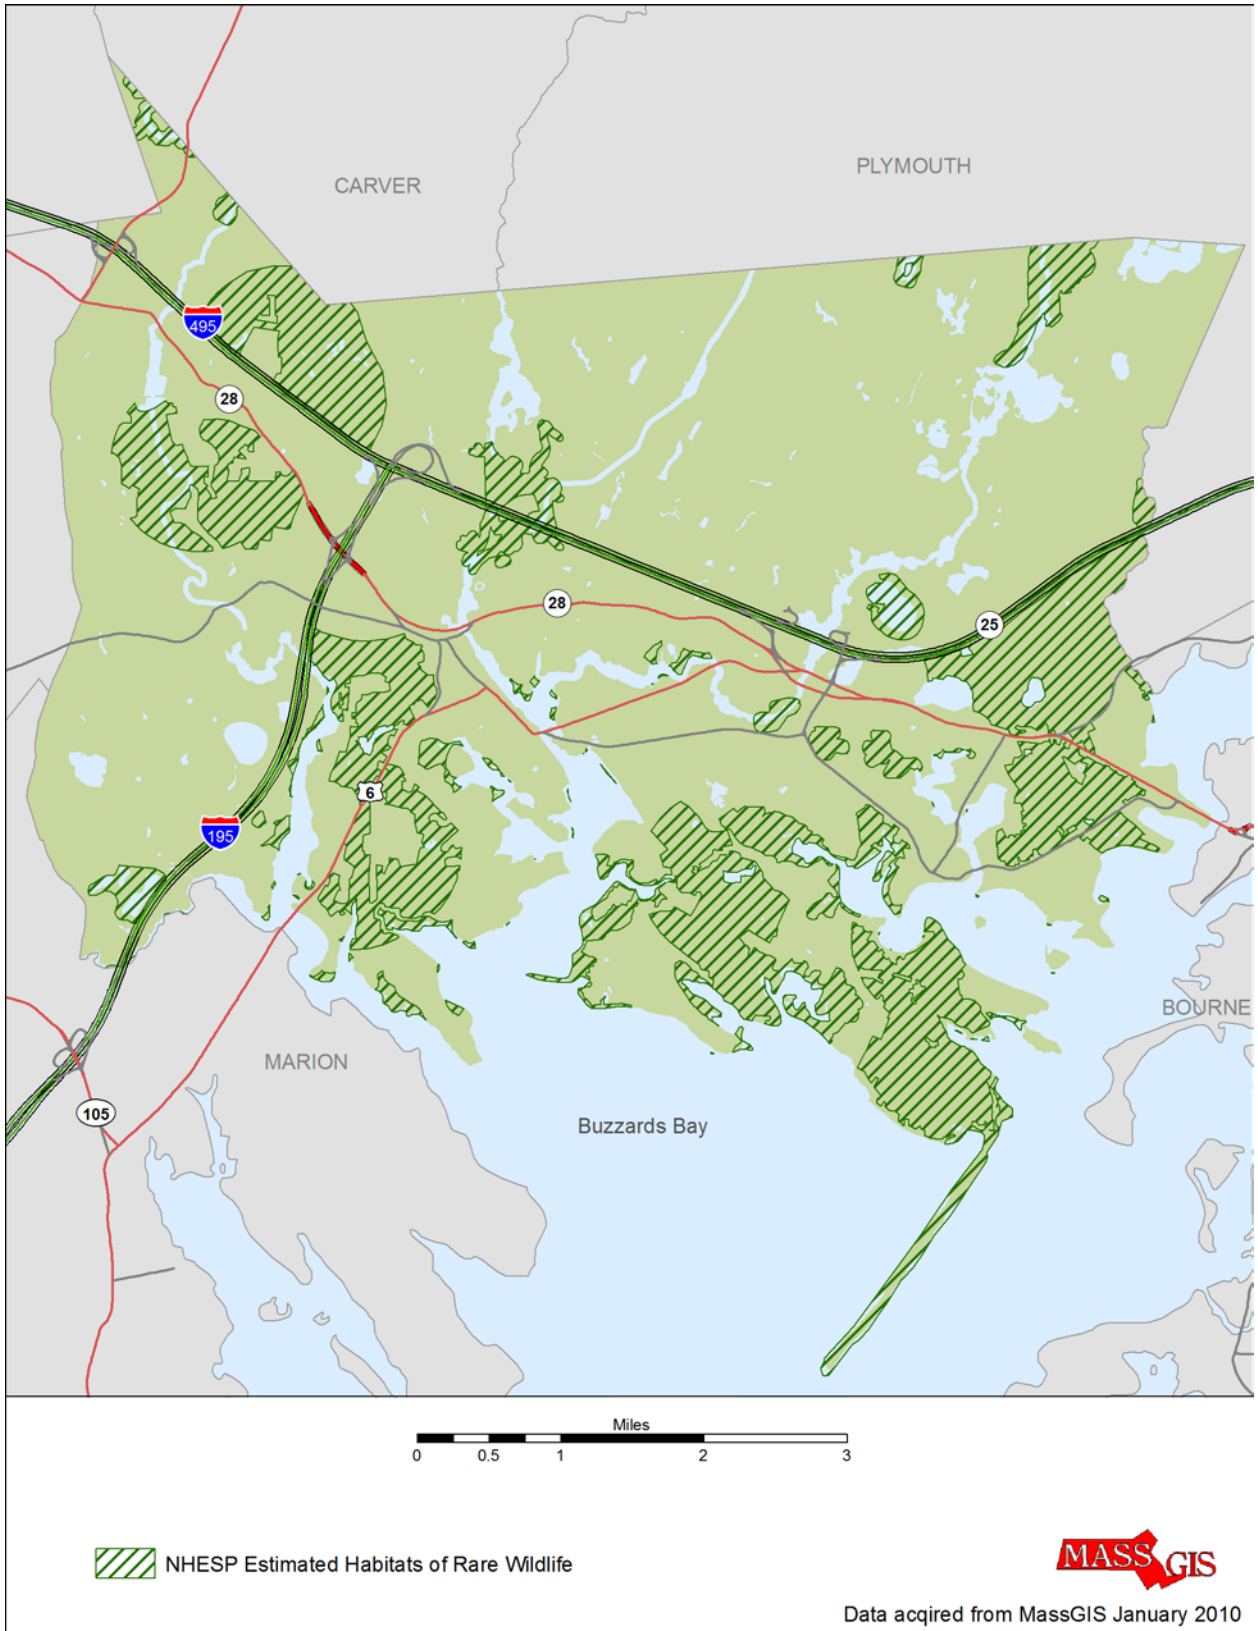 CARVER
PLYMOUTH
495
28
28
25
6
195
BOURNE
MARION
105
Buzzards Bay
Miles
0 0.5 1 2 3
NHESP Estimated Habitats of Rare Wildlife
MASS GIS
Data acqired from MassGIS January 2010